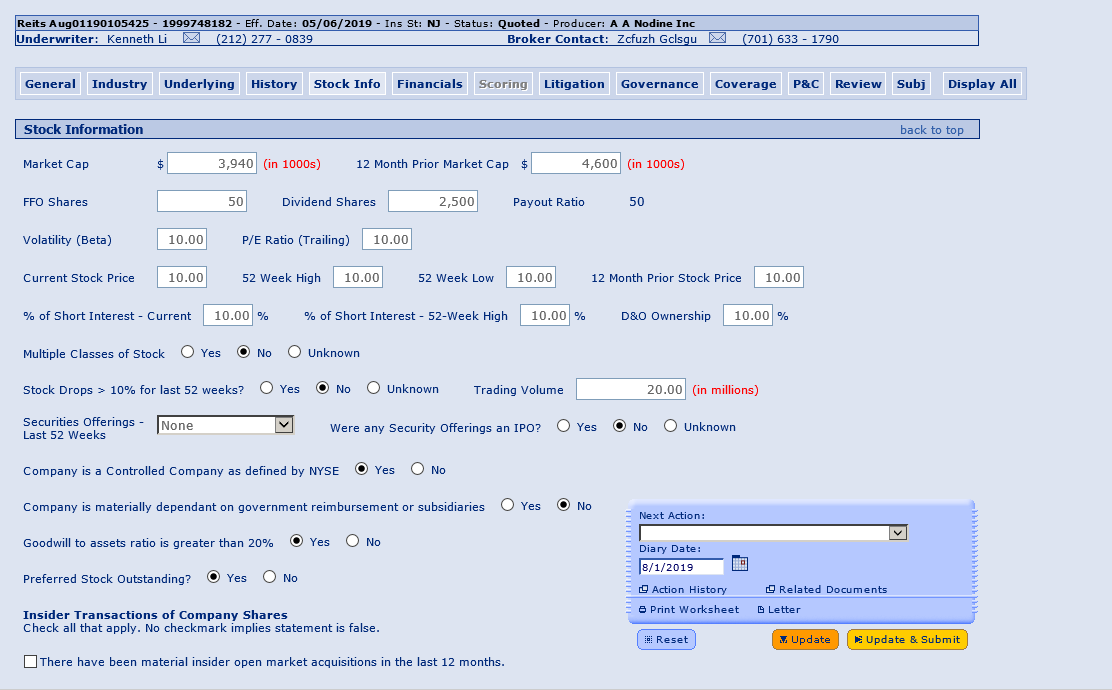 Reits Aug01190105425 - 1999748182 - Eff. Date: 05/06/2019 - Ins St: NJ - Status: Quoted - Producer: A A Nodine Inc
Underwriter: Kenneth Li (212) 277 - 0839 Broker Contact: Zcfuzh Gclsgu (701) 633 - 1790
General Industry Underlying History Stock Info Financials Scoring Litigation Governance Coverage P&C Review Subj Display All
Stock Information back to top
Market Cap $ 3,940 (in 1000s) 12 Month Prior Market Cap $ 4,600 (in 1000s)
FFO Shares 50 Dividend Shares 2,500 Payout Ratio 50
Volatility (Beta) 10.00 P/E Ratio (Trailing) 10.00
Current Stock Price 10.00 52 Week High 10.00 52 Week Low 10.00 12 Month Prior Stock Price 10.00
% of Short Interest - Current 10.00 % % of Short Interest - 52-Week High 10.00 % D&O Ownership 10.00 %
Multiple Classes of Stock Yes No Unknown
Stock Drops > 10% for last 52 weeks? Yes No Unknown Trading Volume 20.00 (in millions)
Securities Offerings -
Last 52 Weeks None Were any Security Offerings an IPO? Yes No Unknown
Company is a Controlled Company as defined by NYSE Yes No
Company is materially dependant on government reimbursement or subsidiaries Yes No
Goodwill to assets ratio is greater than 20% Yes No
Preferred Stock Outstanding? Yes No
Insider Transactions of Company Shares
Check all that apply. No checkmark implies statement is false.
There have been material insider open market acquisitions in the last 12 months.
Next Action:
Diary Date:
8/1/2019
Action History Related Documents
Print Worksheet Letter
Reset Update Update & Submit